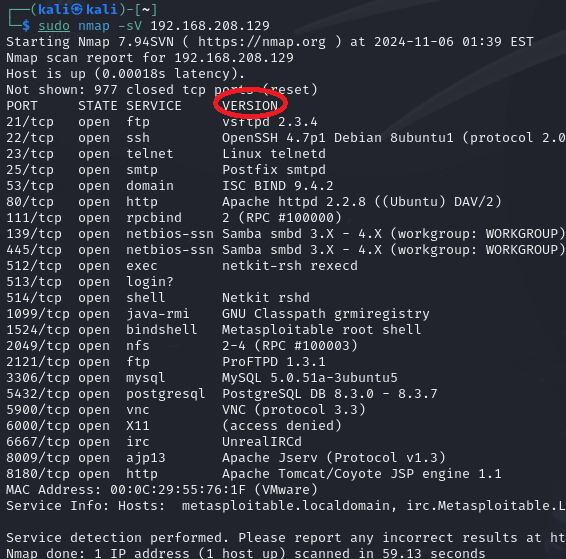 ┌──(kali㉿kali)-[~]
└─$ sudo nmap -sV 192.168.208.129
Starting Nmap 7.94SVN ( https://nmap.org ) at 2024-11-06 01:39 EST
Nmap scan report for 192.168.208.129
Host is up (0.00018s latency).
Not shown: 977 closed tcp ports (reset)
PORT STATE SERVICE VERSION
21/tcp open ftp vsftpd 2.3.4
22/tcp open ssh OpenSSH 4.7p1 Debian 8ubuntu1 (protocol 2.0
23/tcp open telnet Linux telnetd
25/tcp open smtp Postfix smtpd
53/tcp open domain ISC BIND 9.4.2
80/tcp open http Apache httpd 2.2.8 ((Ubuntu) DAV/2)
111/tcp open rpcbind 2 (RPC #100000)
139/tcp open netbios-ssn Samba smbd 3.X - 4.X (workgroup: WORKGROUP)
445/tcp open netbios-ssn Samba smbd 3.X - 4.X (workgroup: WORKGROUP)
512/tcp open exec netkit-rsh rexecd
513/tcp open login?
514/tcp open shell Netkit rshd
1099/tcp open java-rmi GNU Classpath grmiregistry
1524/tcp open bindshell Metasploitable root shell
2049/tcp open nfs 2-4 (RPC #100003)
2121/tcp open ftp ProFTPD 1.3.1
3306/tcp open mysql MySQL 5.0.51a-3ubuntu5
5432/tcp open postgresql PostgreSQL DB 8.3.0 - 8.3.7
5900/tcp open vnc VNC (protocol 3.3)
6000/tcp open X11 (access denied)
6667/tcp open irc UnrealIRCd
8009/tcp open ajp13 Apache Jserv (Protocol v1.3)
8180/tcp open http Apache Tomcat/Coyote JSP engine 1.1
MAC Address: 00:0C:29:55:76:1F (VMware)
Service Info: Hosts: metasploitable.localdomain, irc.Metasploitable.L
Service detection performed. Please report any incorrect results at ht
Nmap done: 1 IP address (1 host up) scanned in 59.13 seconds